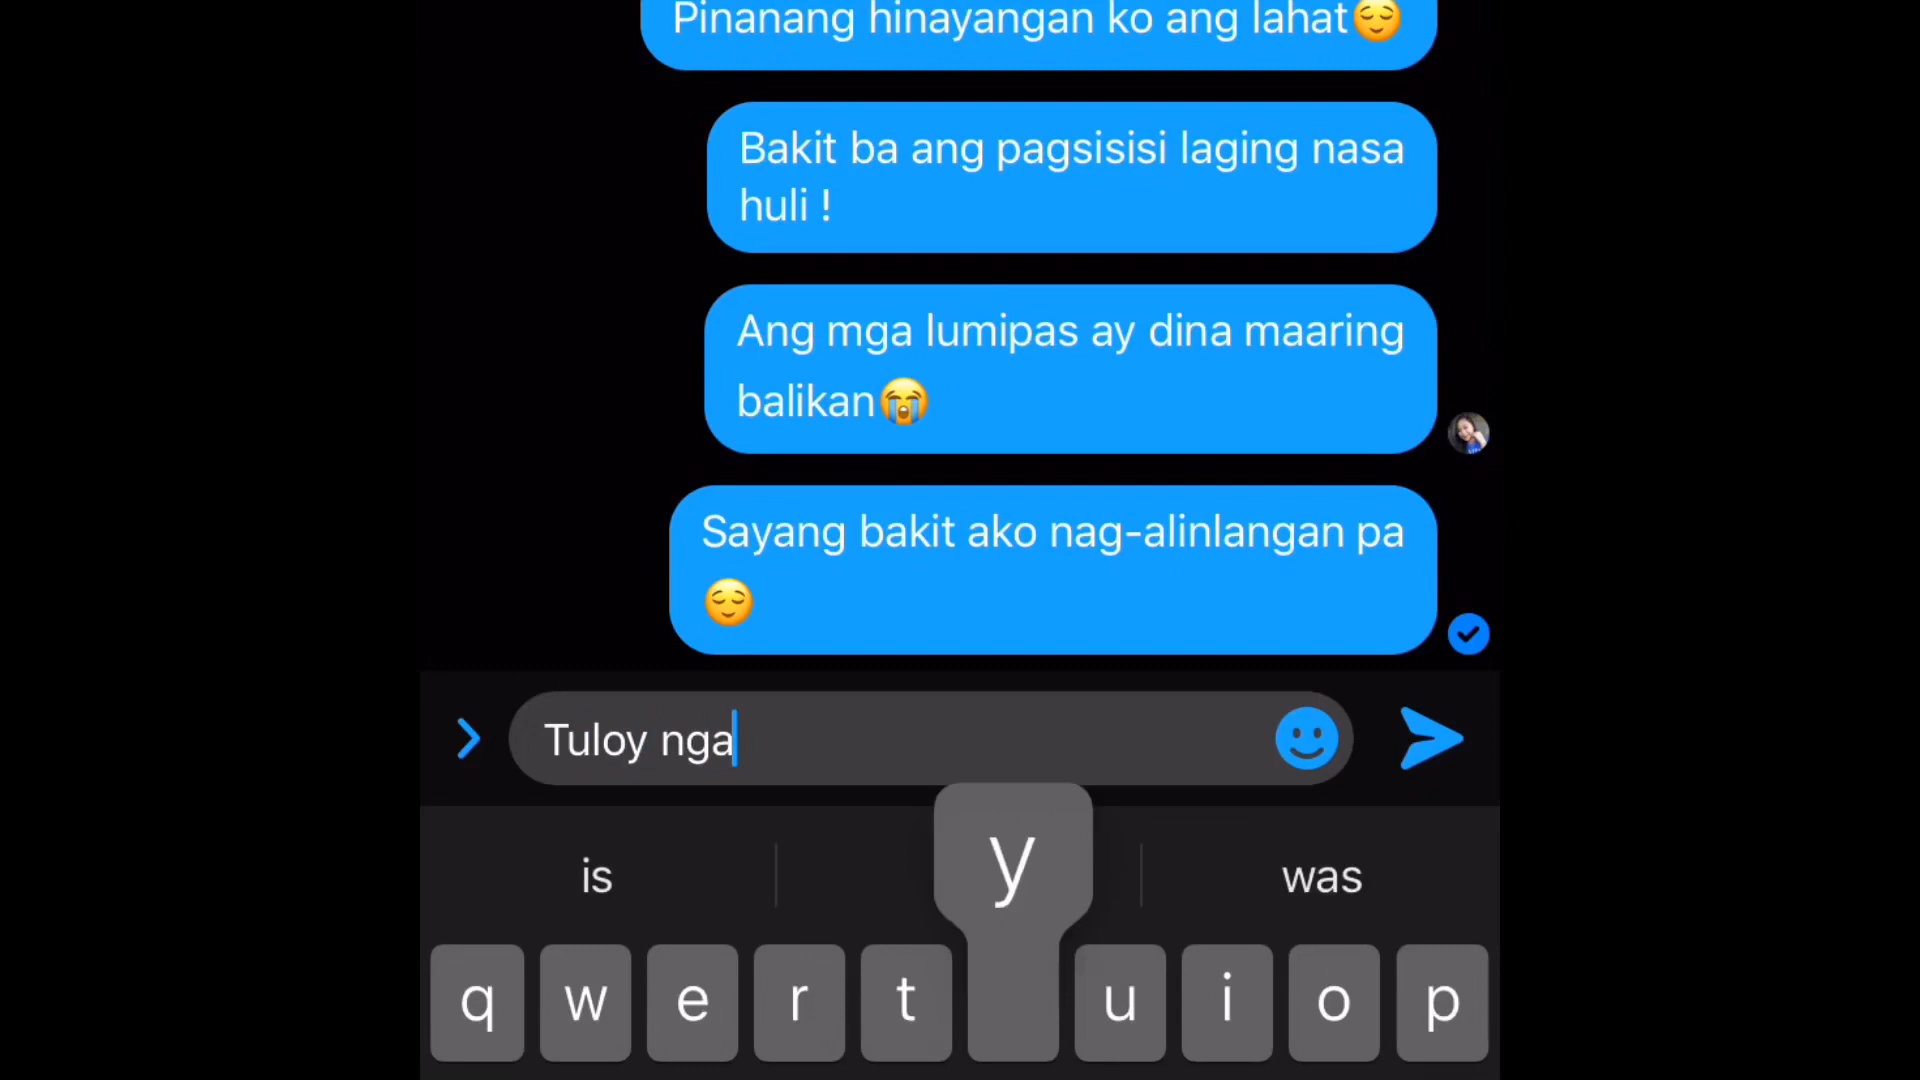 Pinanang hinayangan ko ang lahat😌
Bakit ba ang pagsisisi laging nasa
huli !
Ang mga lumipas ay dina maaring
balikan😭
Sayang bakit ako nag-alinlangan pa
😌
Tuloy nga
is
was
y
q w e r t u i o p